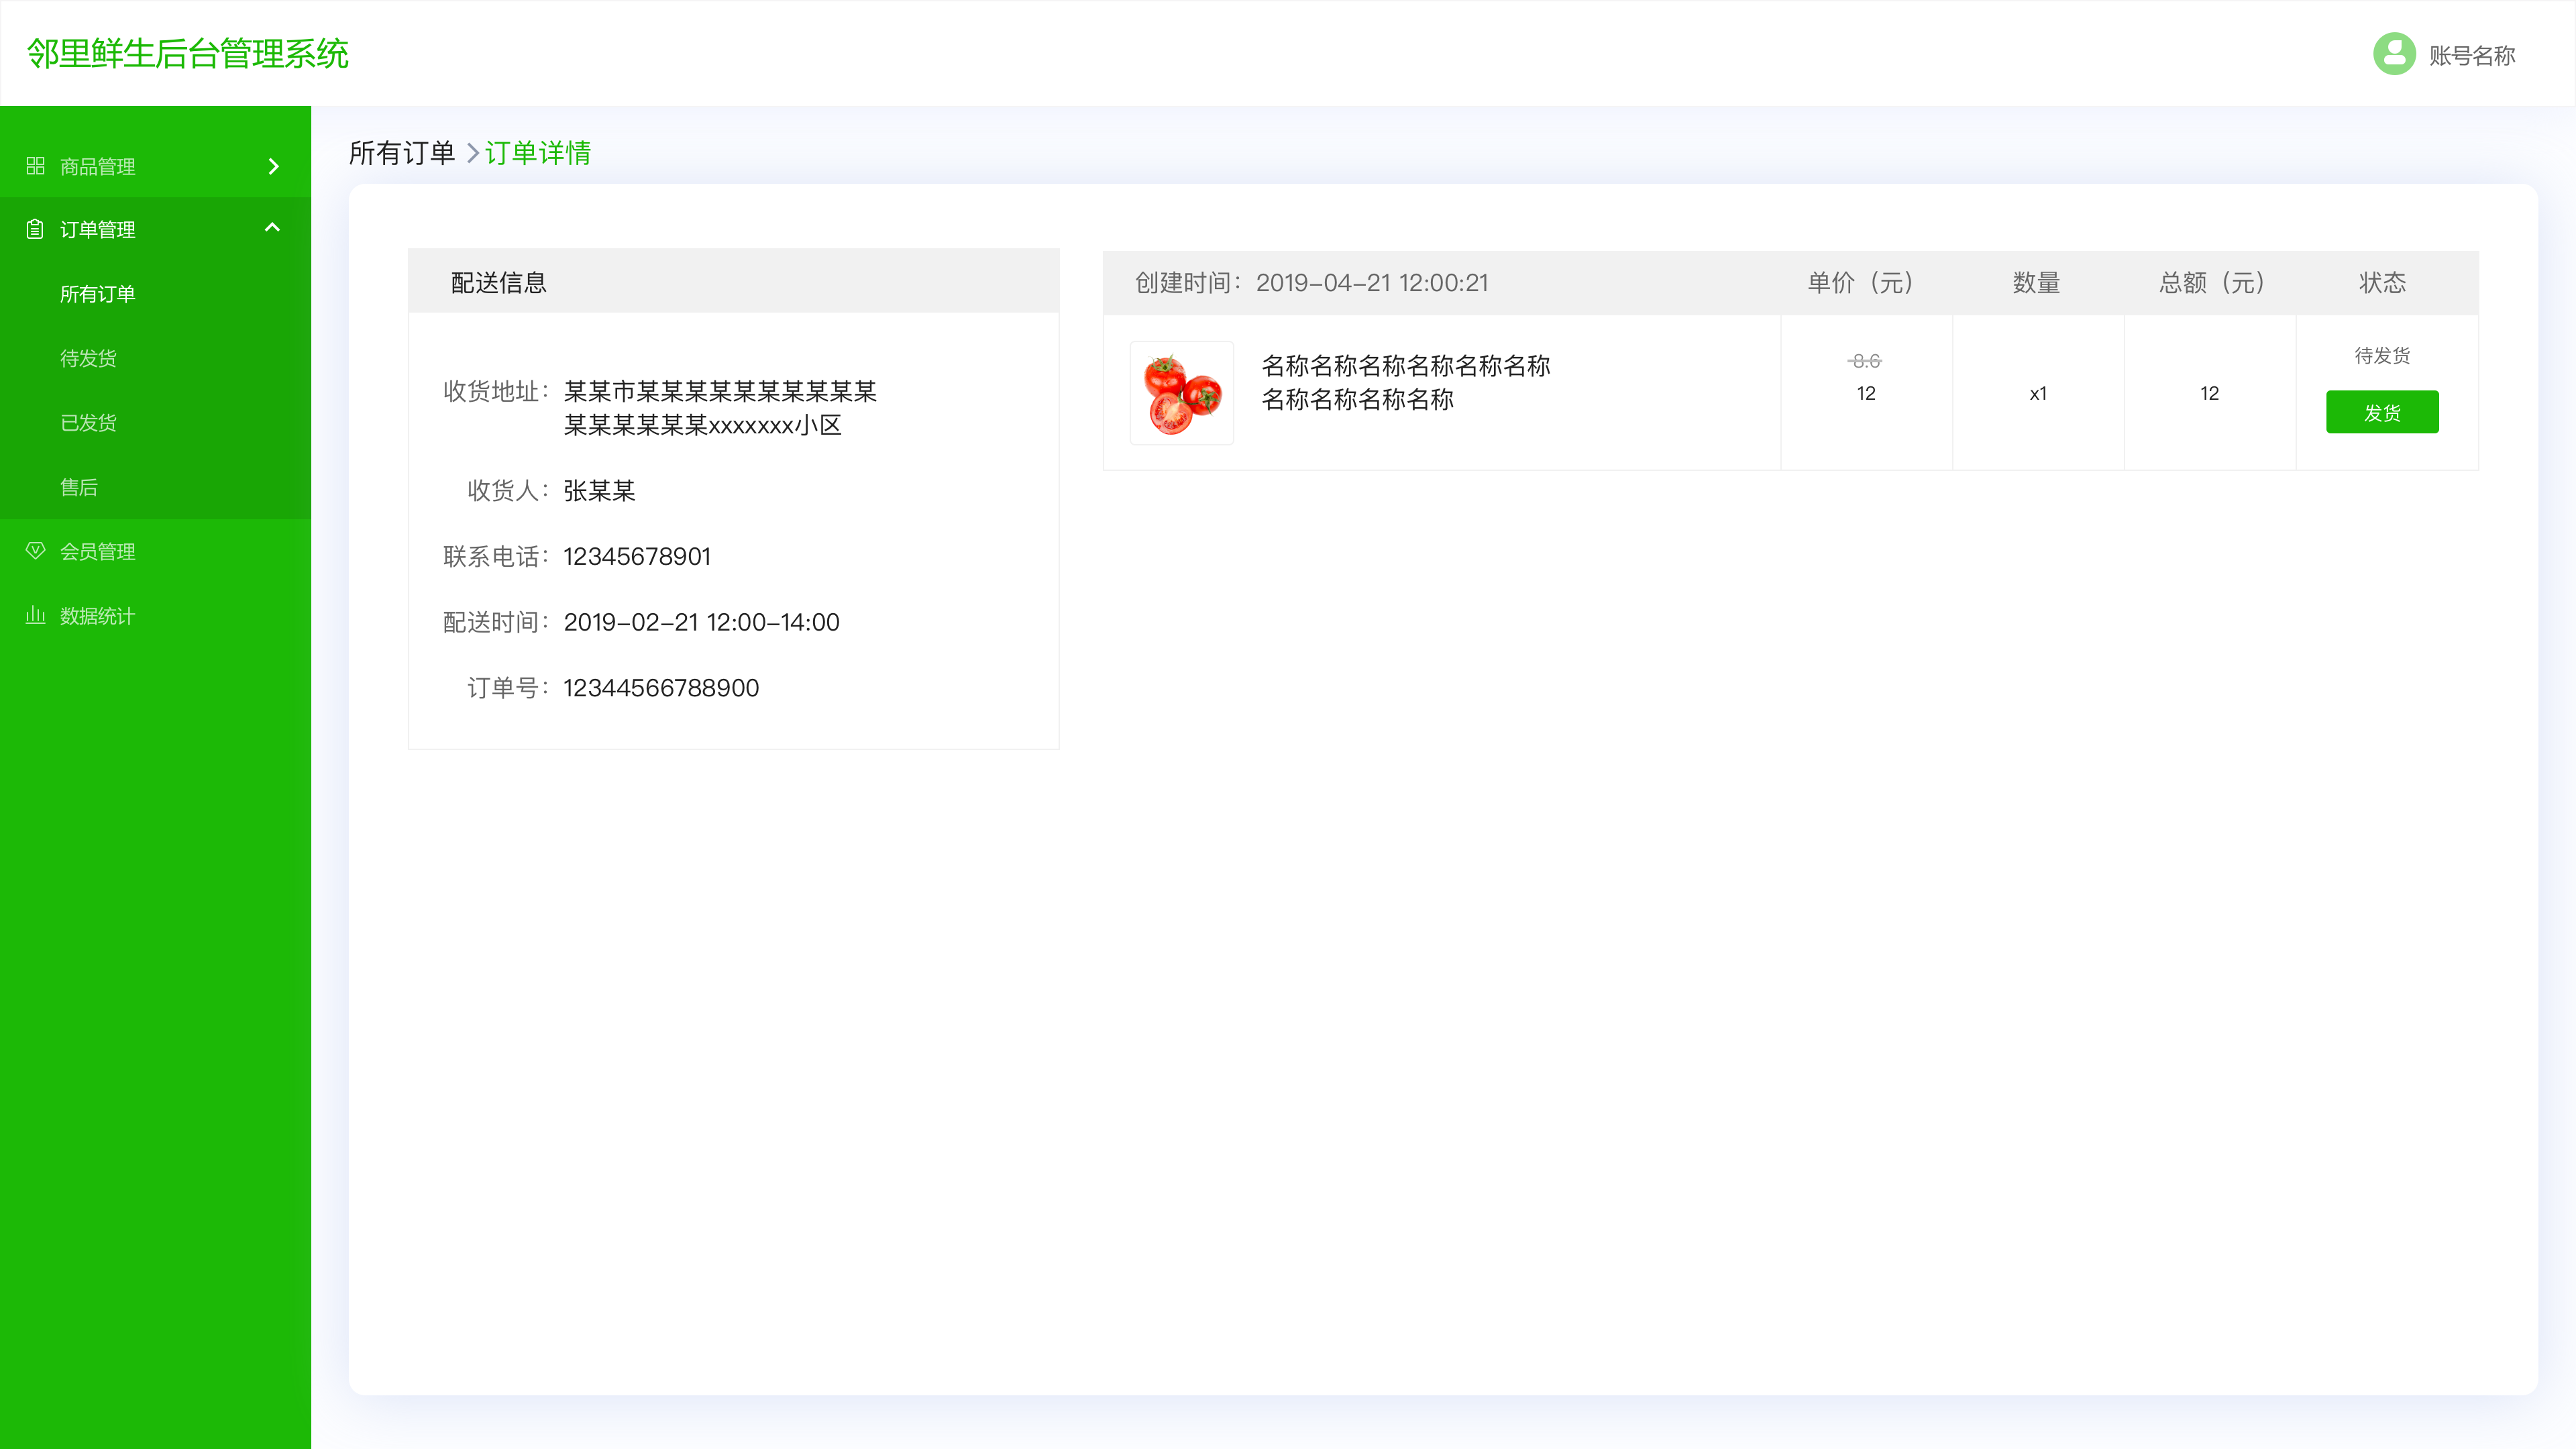 邻里鲜生后台管理系统
账号名称
商品管理
订单管理
所有订单
待发货
已发货
售后
会员管理
数据统计
所有订单 > 订单详情
配送信息
收货地址：某某市某某某某某某某某某某
某某某某某某xxxxxxx小区
收货人：张某某
联系电话：12345678901
配送时间：2019-02-21 12:00-14:00
订单号：12344566788900
创建时间：2019-04-21 12:00:21 单价（元） 数量 总额（元） 状态
名称名称名称名称名称名称
名称名称名称名称
8.6
12
x1
12
待发货
发货